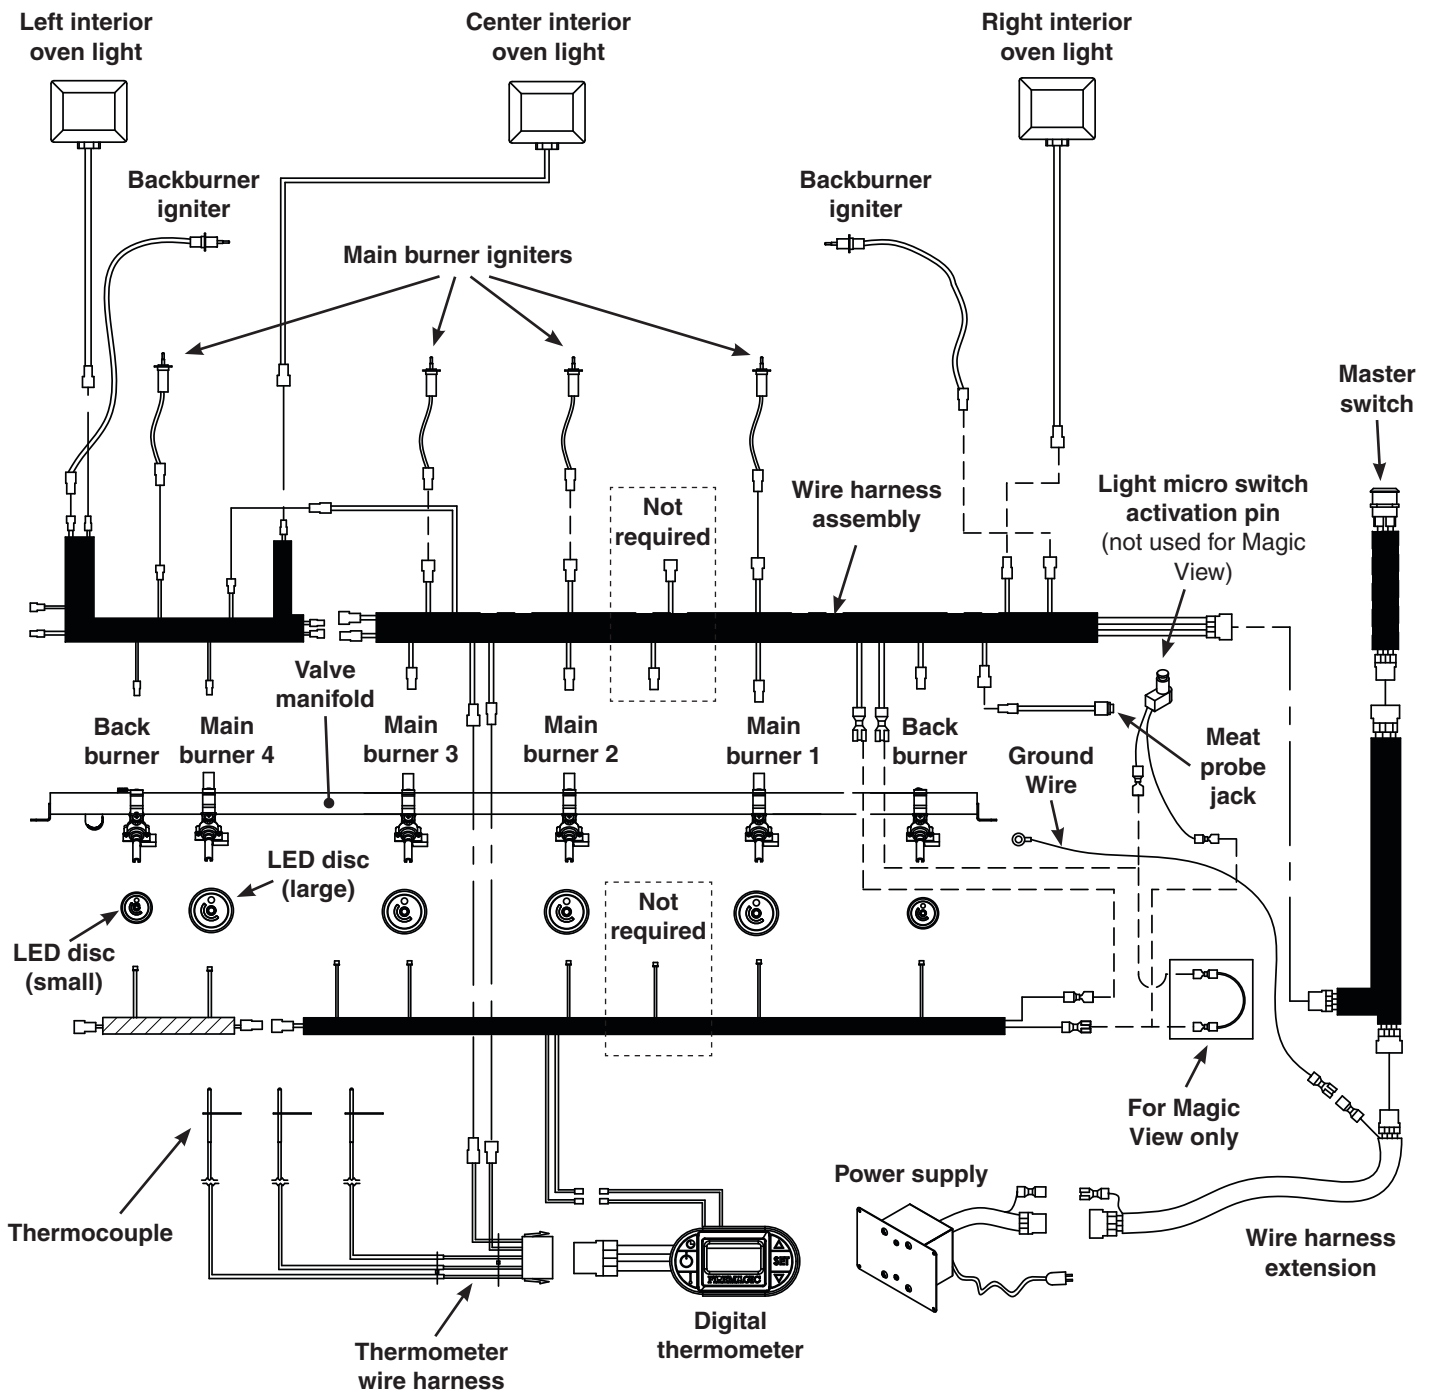 Left interior
oven light
Center interior
oven light
Right interior
oven light
Backburner
igniter
Backburner
igniter
Main burner igniters
Master
switch
Not
required
Wire harness
assembly
Light micro switch
activation pin
(not used for Magic
View)
Valve
manifold
Back
burner
Main
burner 4
Main
burner 3
Main
burner 2
Main
burner 1
Back
burner
Ground
Wire
Meat
probe
jack
LED disc
(large)
LED disc
(small)
Not
required
For Magic
View only
Thermocouple
Power supply
Wire harness
extension
SET
FIREMAGIC
Digital
thermometer
Thermometer
wire harness